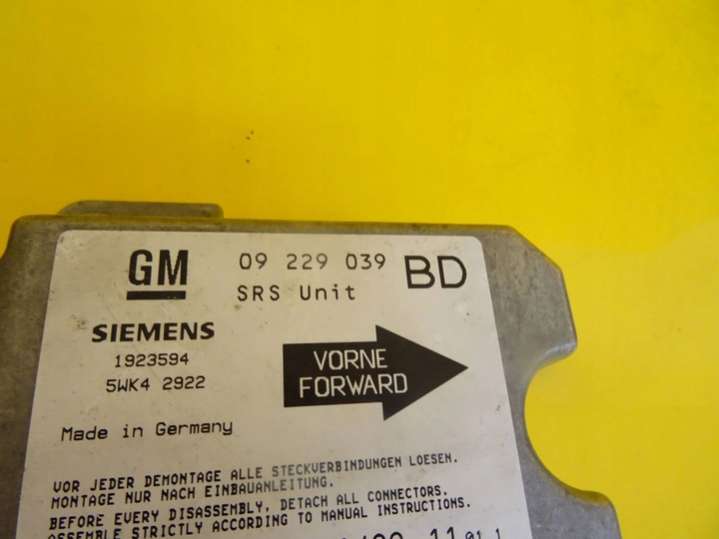 GM 09 229 039 BD
SRS Unit
SIEMENS
1923594
5WK4 2922
VORNE
FORWARD
Made in Germany
VOR JEDER DEMONTAGE ALLE STECKVERBINDUNGEN LOESEN.
MONTAGE NUR NACH EINBAUANLEITUNG.
BEFORE EVERY DISASSEMBLY, DETACH ALL CONNECTORS.
ASSEMBLE STRICTLY ACCORDING TO MANUAL INSTRUCTIONS.